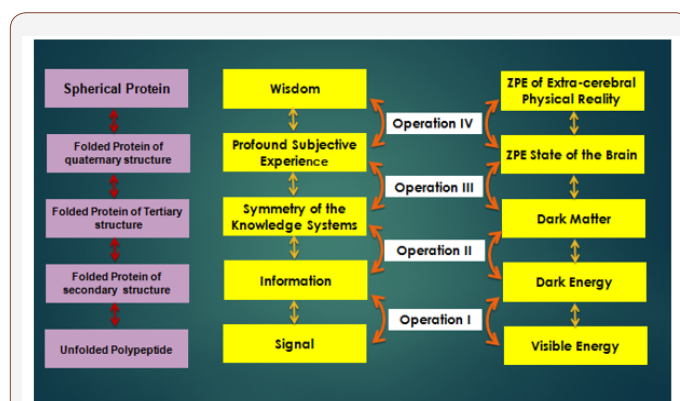 Spherical Protein
Folded Protein of
quaternary structure
Folded Protein of Tertiary
structure
Folded Protein of
secondary structure
Unfolded Polypeptide
Wisdom
Profound Subjective
Experience
Symmetry of the
Knowledge Systems
Information
Signal
Operation IV
Operation III
Operation II
Operation I
ZPE of Extra-cerebral
Physical Reality
ZPE State of the Brain
Dark Matter
Dark Energy
Visible Energy